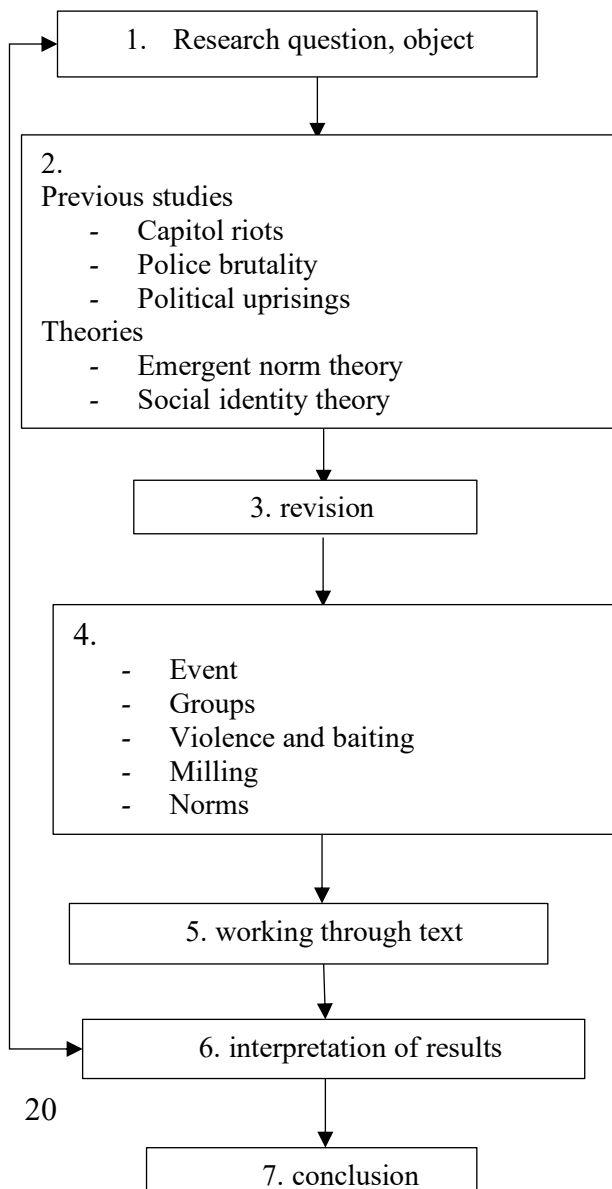 1. Research question, object
2.
Previous studies
- Capitol riots
- Police brutality
- Political uprisings
Theories
- Emergent norm theory
- Social identity theory
3. revision
4.
- Event
- Groups
- Violence and baiting
- Milling
- Norms
5. working through text
6. interpretation of results
20
7. conclusion